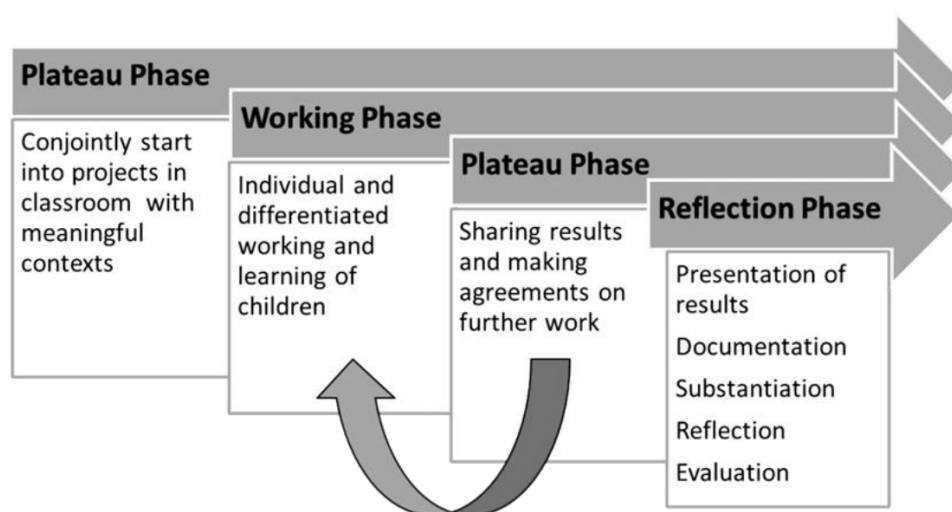 Plateau Phase
Conjointly start
into projects in
classroom with
meaningful
contexts
Working Phase
Individual and
differentiated
working and
learning of
children
Plateau Phase
Sharing results
and making
agreements on
further work
Reflection Phase
Presentation of
results
Documentation
Substantiation
Reflection
Evaluation